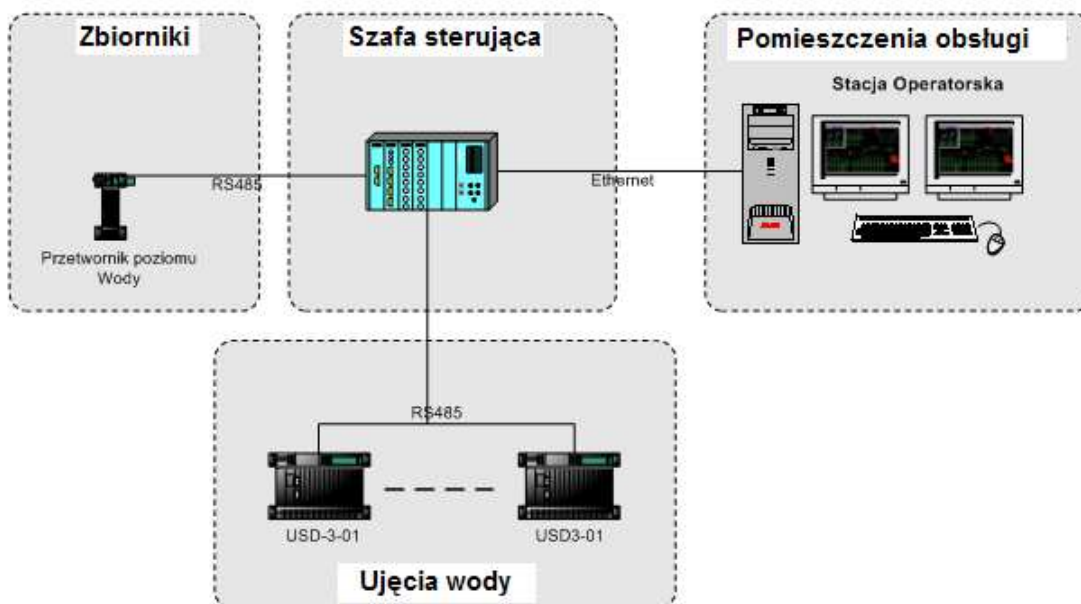 Zbiorniki
Szafa sterująca
Pomieszczenia obsługi
Stacja Operatorska
RS485
Ethernet
Przetwornik poziomu
Wody
RS485
USD-3-01
USD3-01
Ujęcia wody